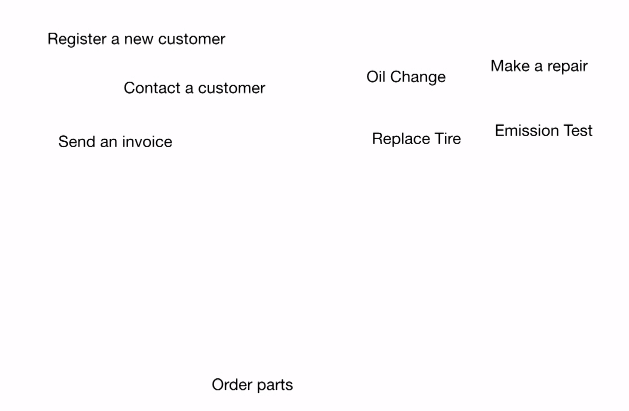 Register a new customer
Contact a customer
Send an invoice
Oil Change
Make a repair
Replace Tire
Emission Test
Order parts